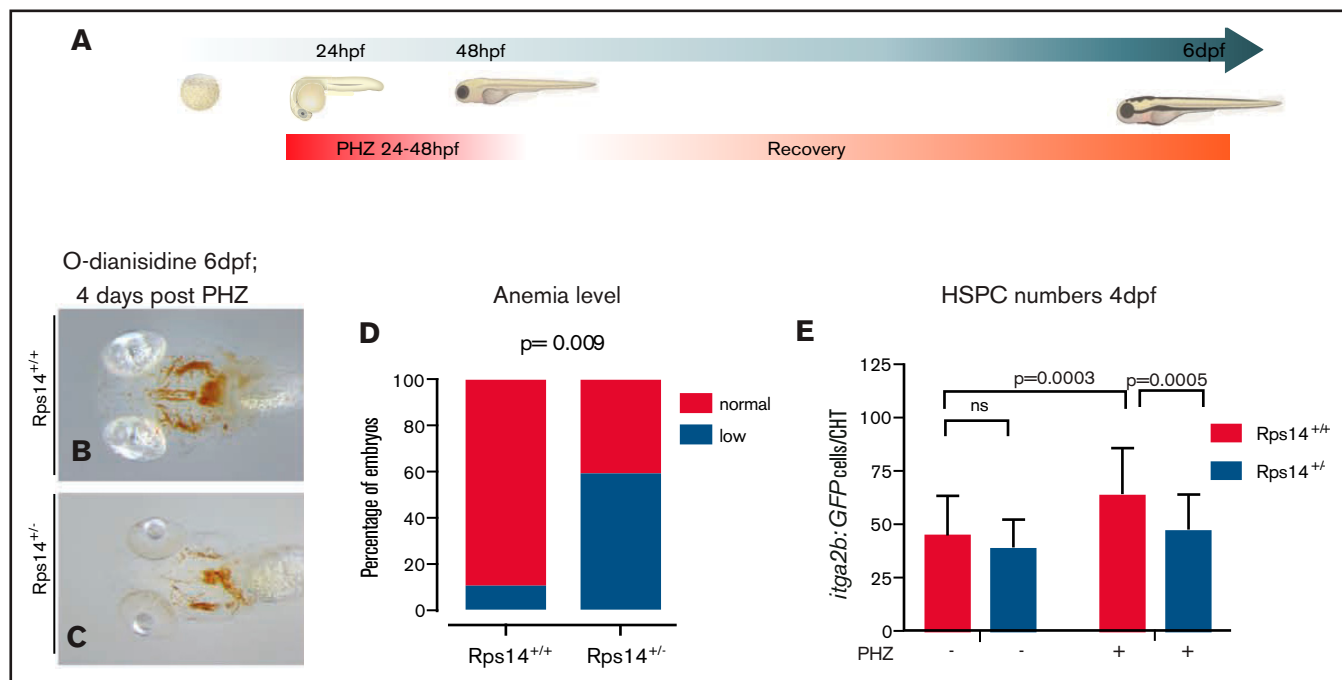 A
24hpf 48hpf 6dpf
PHZ 24-48hpf Recovery
O-dianisidine 6dpf;
4 days post PHZ
Rps14+/+
B
Rps14+/-
C
Anemia level
D
p= 0.009
Percentage of embryos
100
80
60
40
20
0
Rps14+/+ Rps14+/-
normal
low
HSPC numbers 4dpf
E
itga2b:GFP cells/CHT
125
100
75
50
25
0
p=0.0003 p=0.0005
ns
Rps14+/+
Rps14+/-
PHZ - - + +